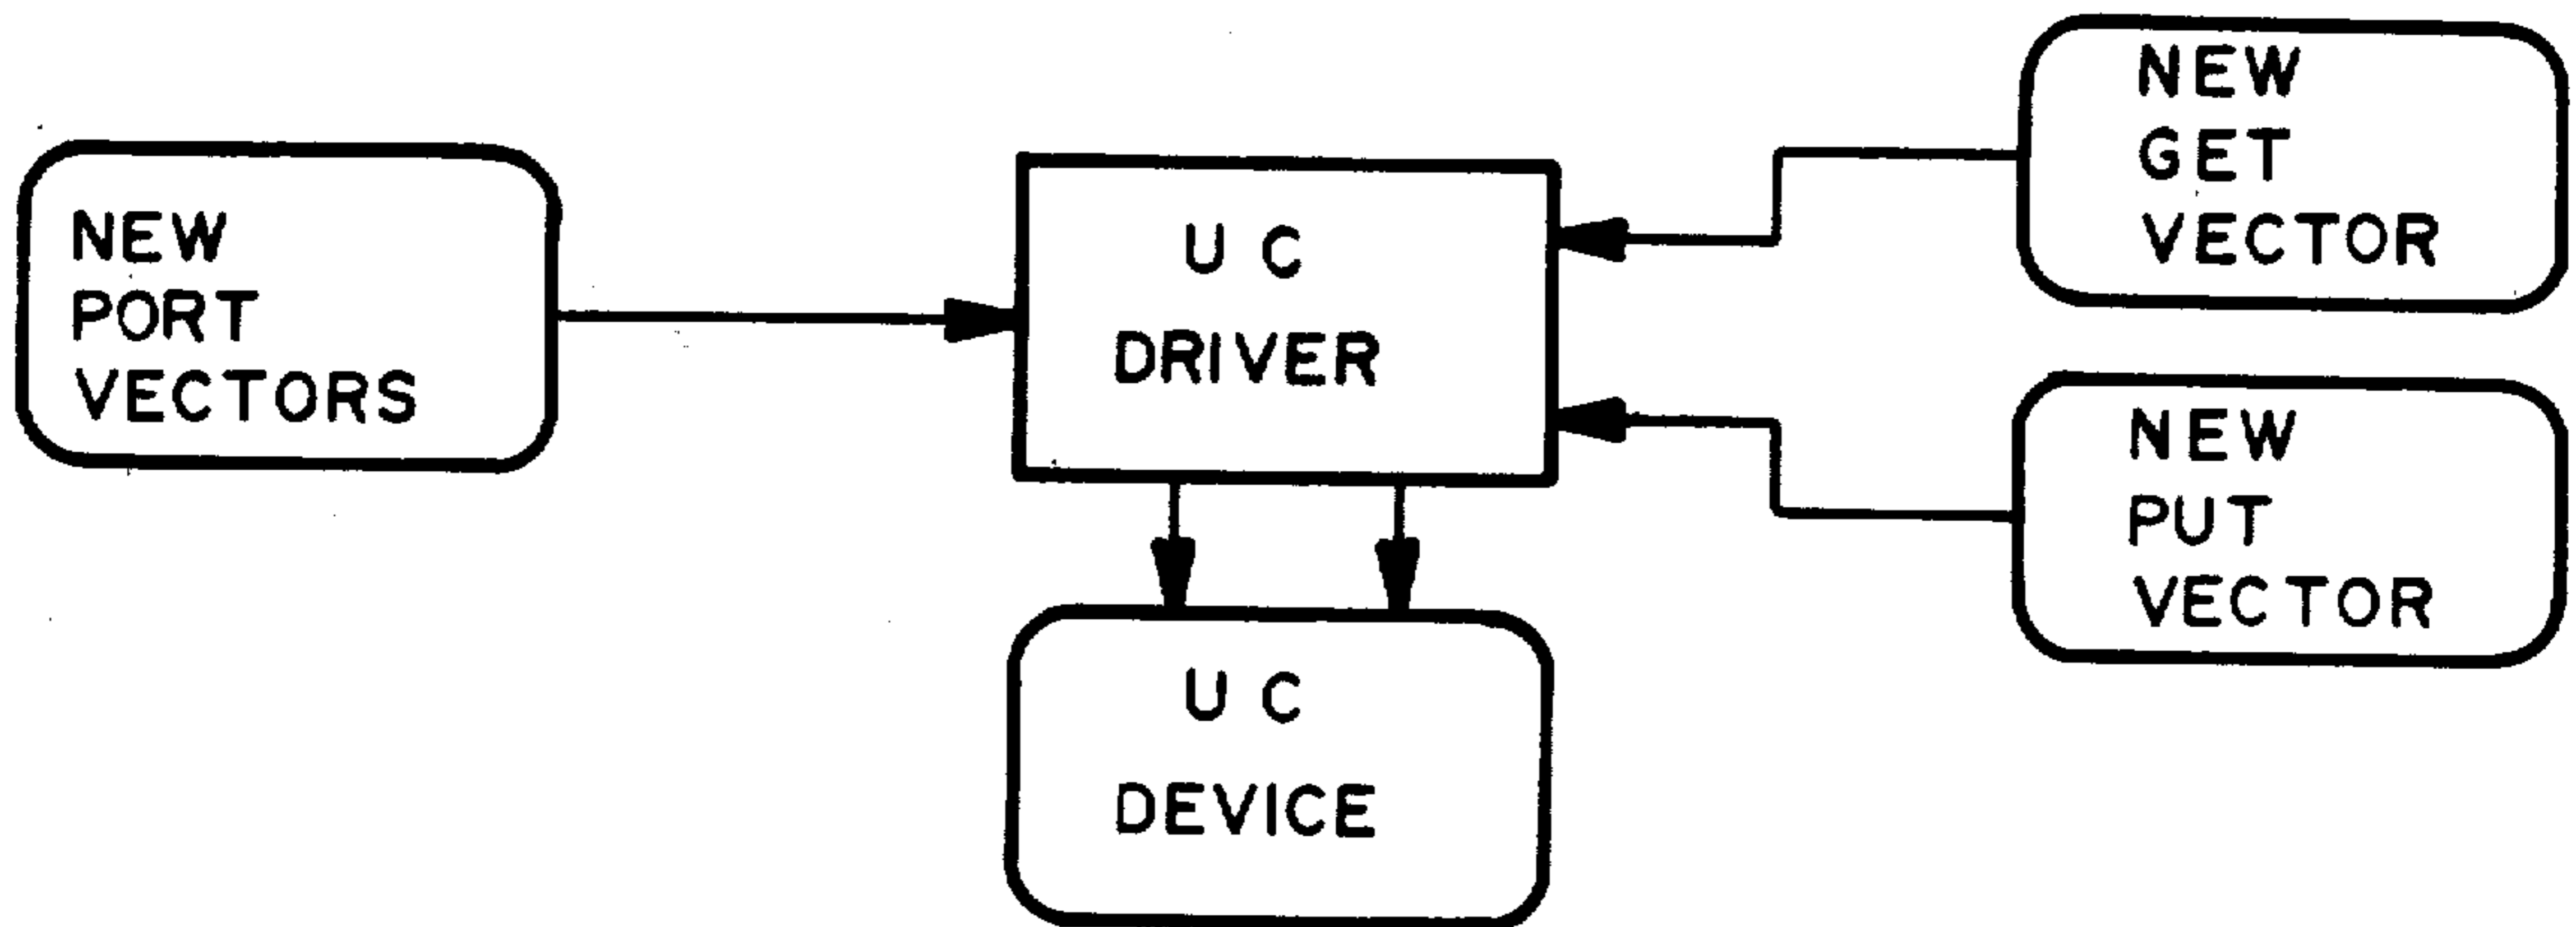 NEW
PORT
VECTORS
U C
DRIVER
NEW
GET
VECTOR
NEW
PUT
VECTOR
U C
DEVICE